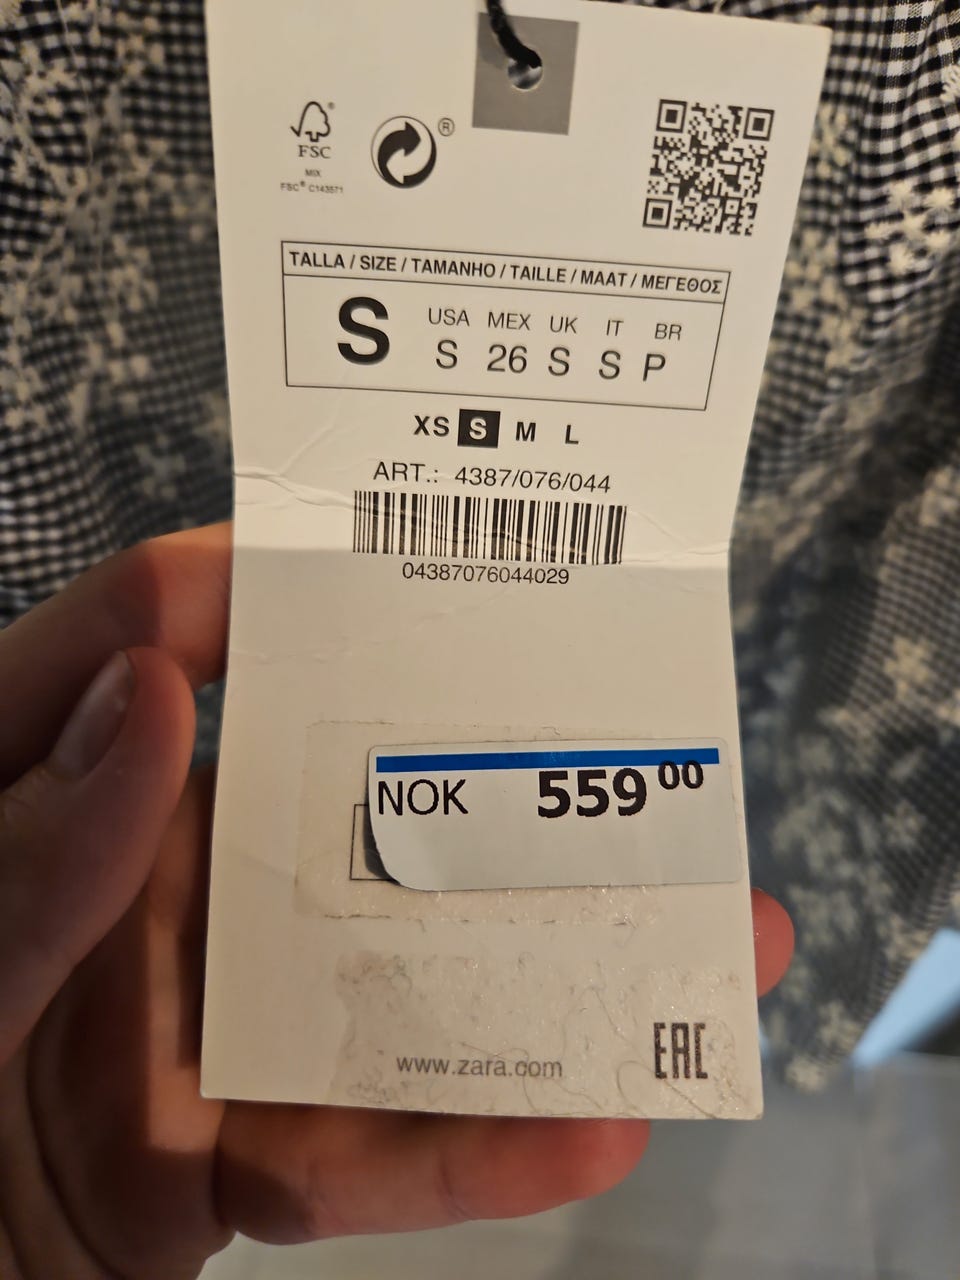 FSC®
MIX
FSC® C143571
®
TALLA / SIZE / TAMANHO / TAILLE / MAAT / ΜΕΓΕΘΟΣ
S
USA MEX UK IT BR
S 26 S S P
XS S M L
ART.: 4387/076/044
04387076044029
NOK 559 00
www.zara.com
EAC